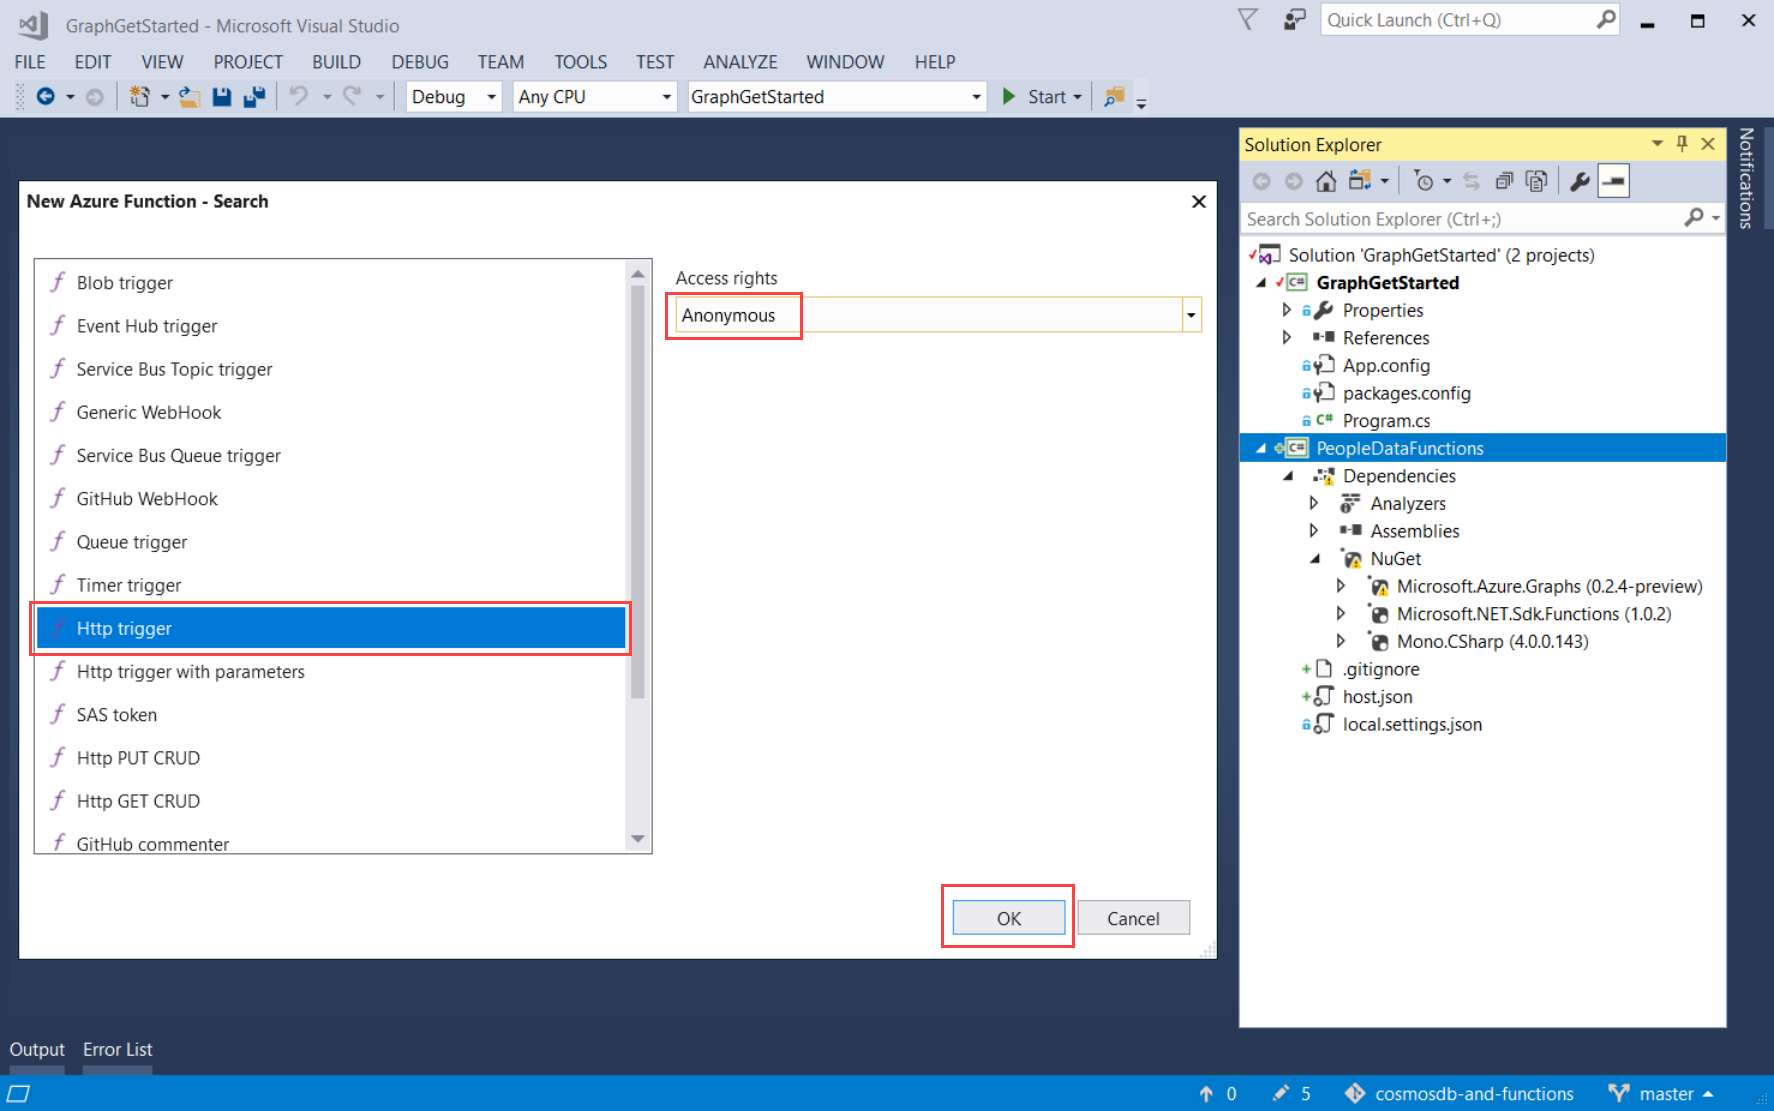 GraphGetStarted - Microsoft Visual Studio
Quick Launch (Ctrl+Q)
FILE EDIT VIEW PROJECT BUILD DEBUG TEAM TOOLS TEST ANALYZE WINDOW HELP
Debug Any CPU GraphGetStarted Start
New Azure Function - Search
Blob trigger
Event Hub trigger
Service Bus Topic trigger
Generic WebHook
Service Bus Queue trigger
GitHub WebHook
Queue trigger
Timer trigger
Http trigger
Http trigger with parameters
SAS token
Http PUT CRUD
Http GET CRUD
GitHub commenter
Access rights
Anonymous
OK Cancel
Solution Explorer
Search Solution Explorer (Ctrl+;)
Solution 'GraphGetStarted' (2 projects)
C# GraphGetStarted
Properties
References
App.config
packages.config
C# Program.cs
C# PeopleDataFunctions
Dependencies
Analyzers
Assemblies
NuGet
Microsoft.Azure.Graphs (0.2.4-preview)
Microsoft.NET.Sdk.Functions (1.0.2)
Mono.CSharp (4.0.0.143)
.gitignore
host.json
local.settings.json
Notifications
Output Error List
0 5 cosmosdb-and-functions master